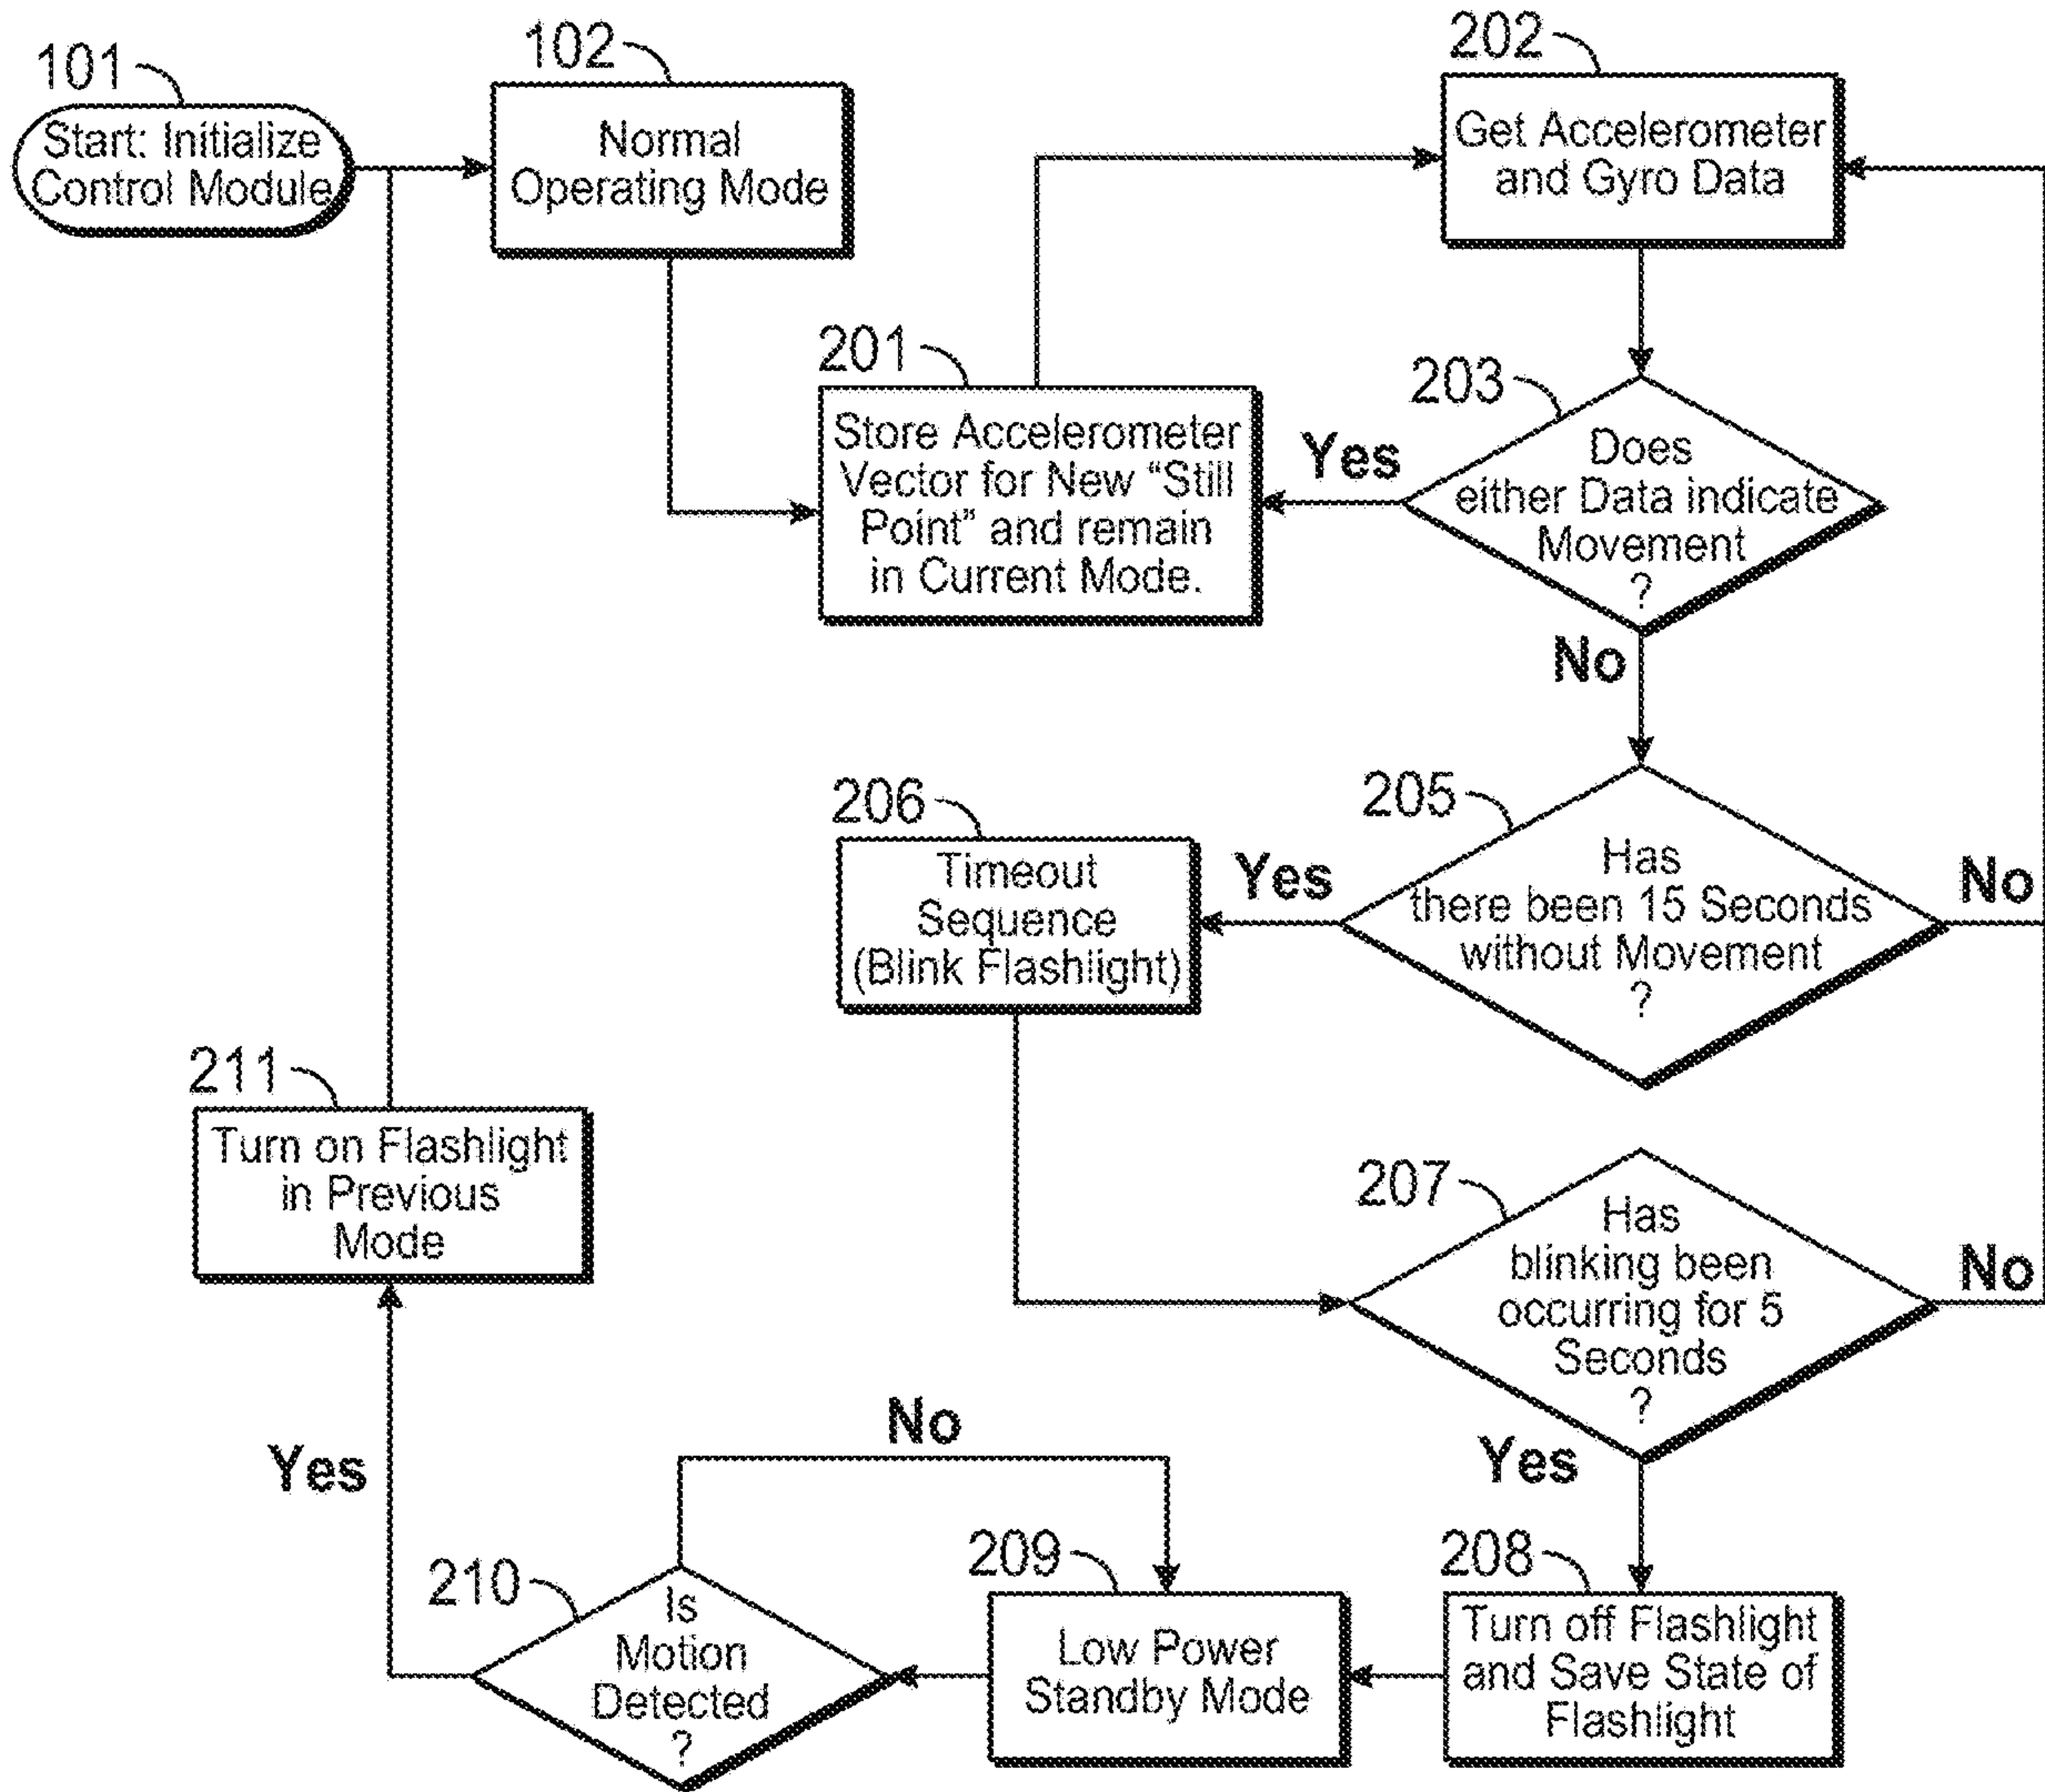 101
Start: Initialize
Control Module
102
Normal
Operating Mode
202
Get Accelerometer
and Gyro Data
201
Store Accelerometer
Vector for New “Still
Point” and remain
in Current Mode.
203
Does
either Data indicate
Movement
?
Yes
No
205
Has
there been 15 Seconds
without Movement
?
Yes
No
206
Timeout
Sequence
(Blink Flashlight)
207
Has
blinking been
occurring for 5
Seconds
?
No
Yes
208
Turn off Flashlight
and Save State of
Flashlight
209
Low Power
Standby Mode
210
Is
Motion
Detected
?
No
Yes
211
Turn on Flashlight
in Previous
Mode